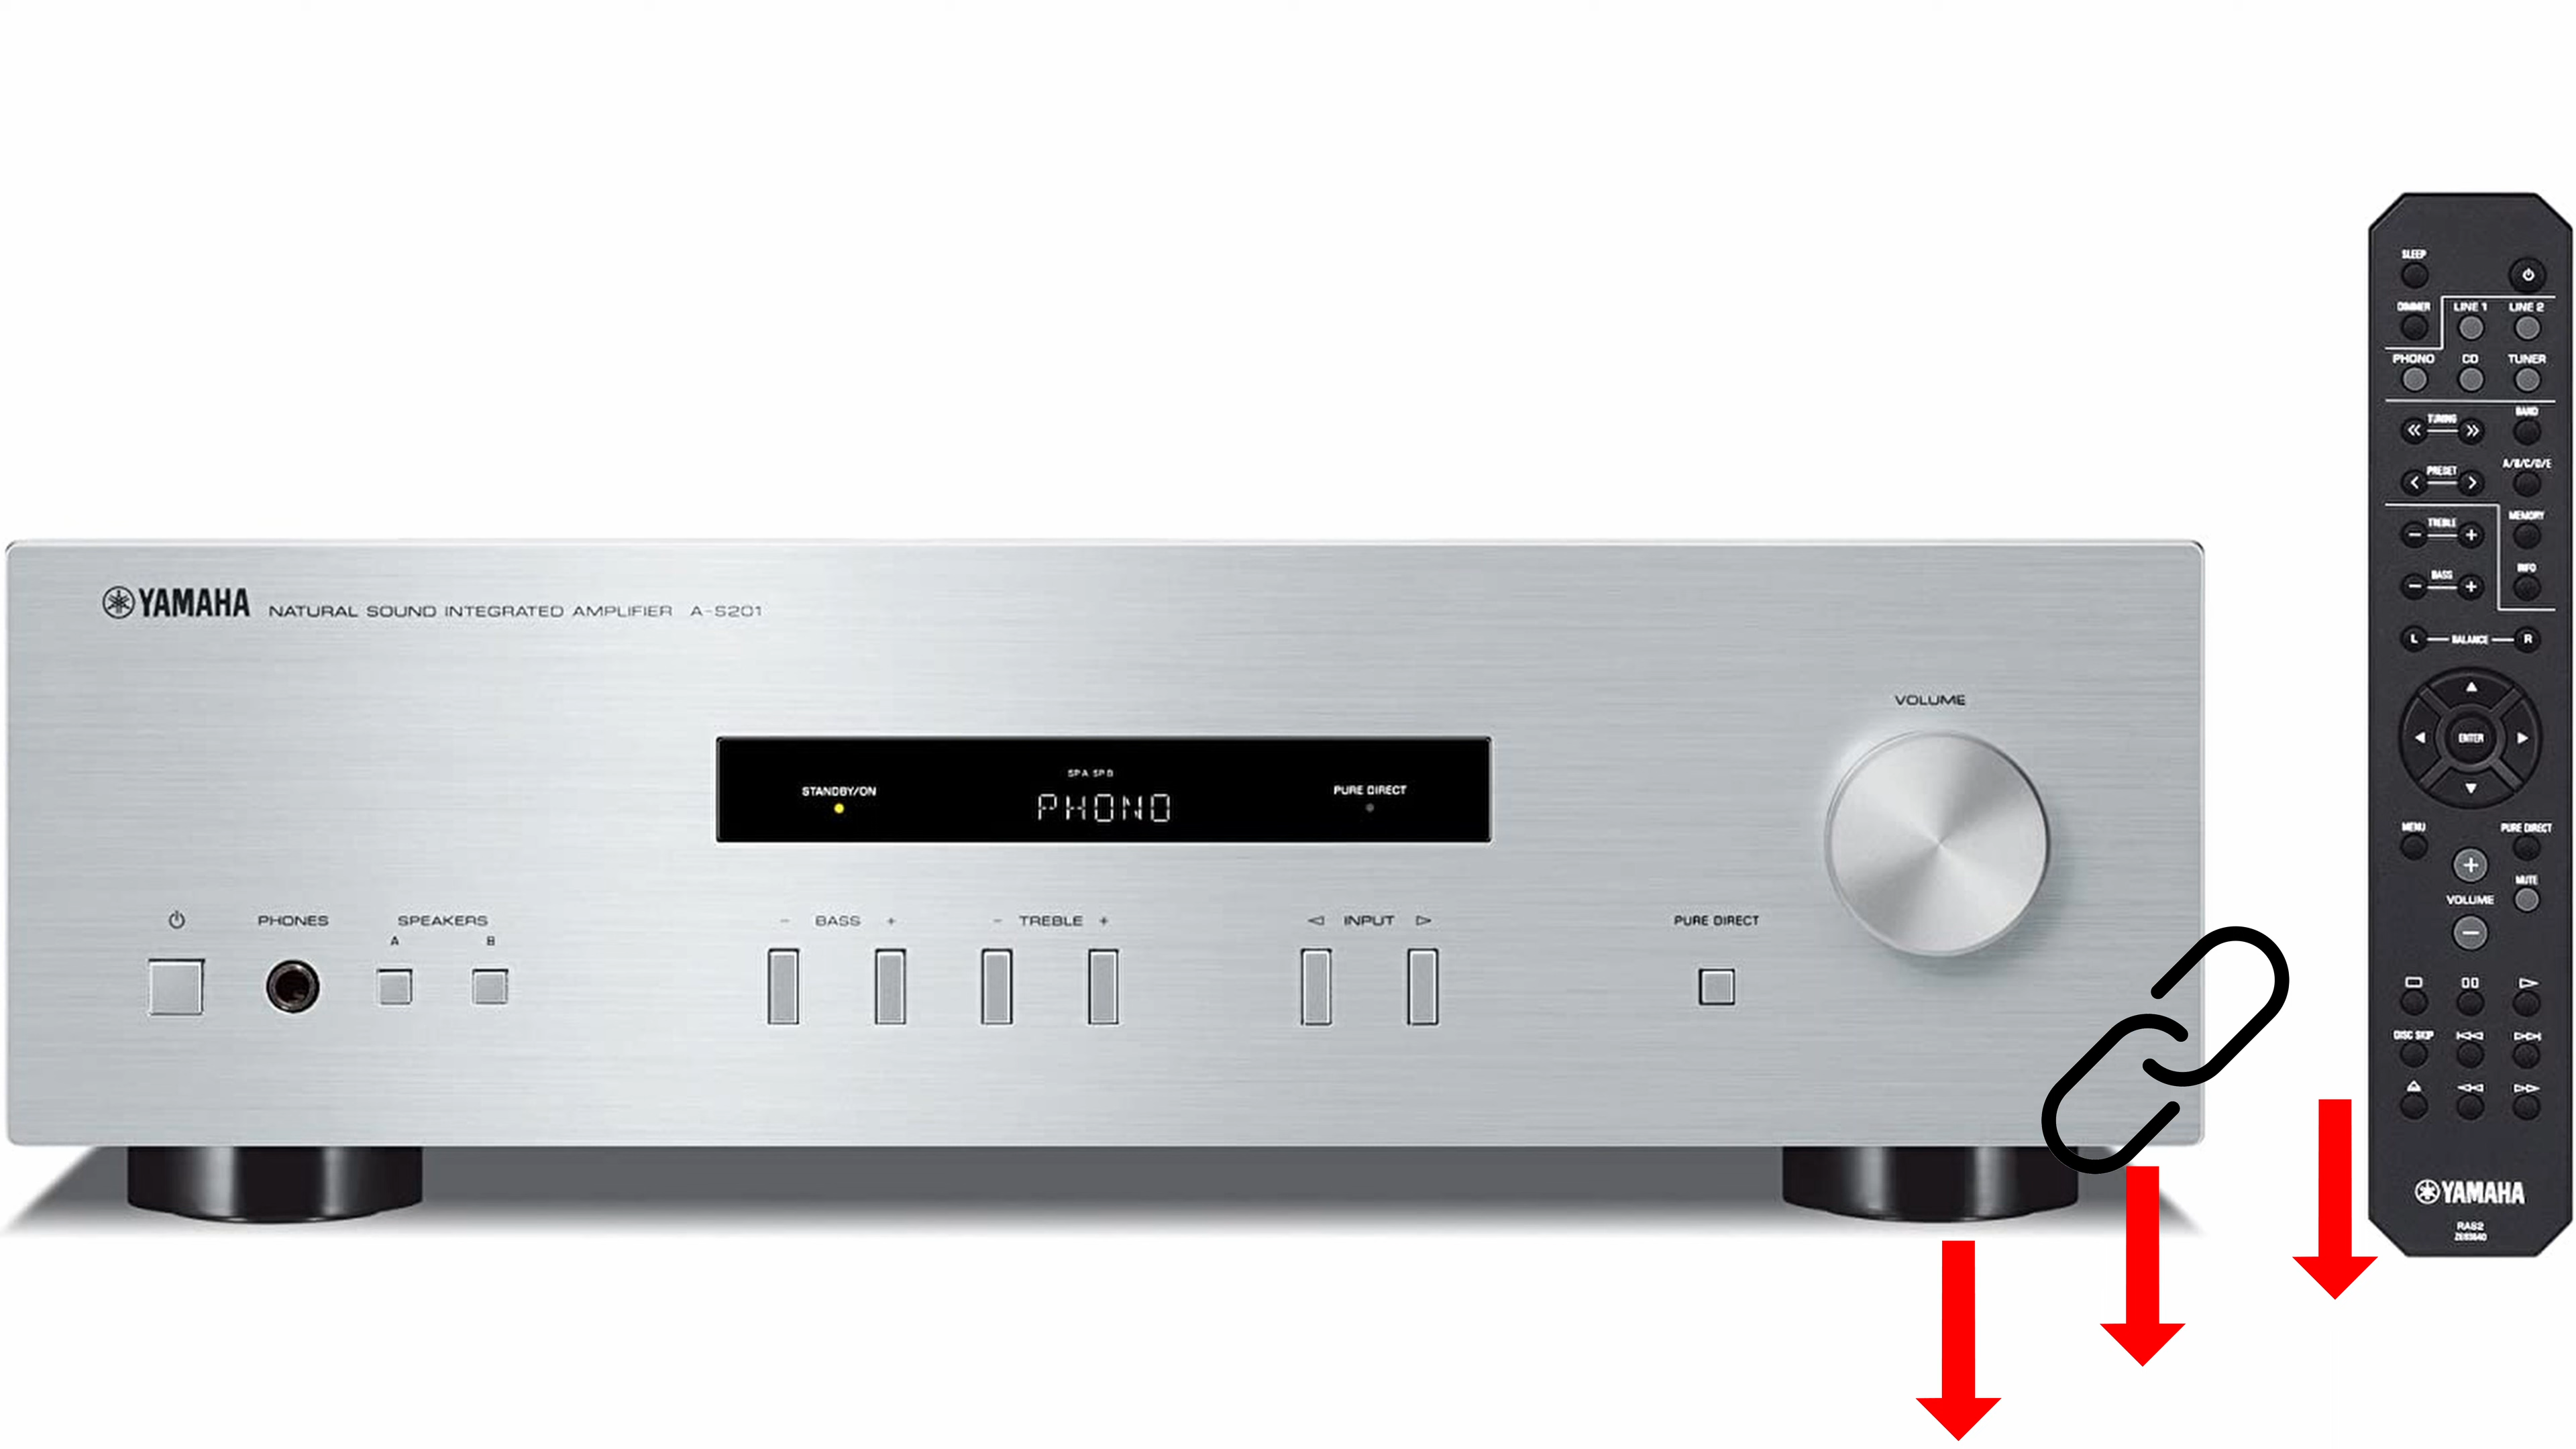 YAMAHA NATURAL SOUND INTEGRATED AMPLIFIER A-S201
VOLUME
SP A SP B
STANDBY/ON PHONO PURE DIRECT
PHONES SPEAKERS - BASS + - TREBLE + INPUT PURE DIRECT
A B
SLEEP
DIMMER LINE 1 LINE 2
PHONO CD TUNER
BAND
TUNING
A/B/C/D/E
PRESET
MEMORY
TREBLE
- +
INFO
BASS
- +
L BALANCE R
ENTER
MENU PURE DIRECT
+
MUTE
VOLUME
-
DISC SKIP
YAMAHA
RAS2